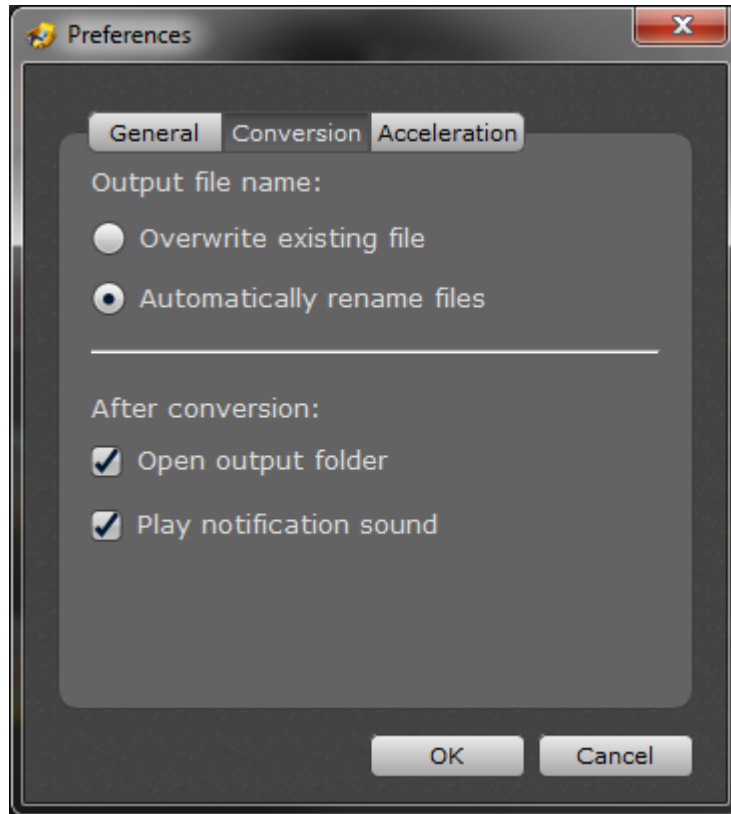 Preferences
General Conversion Acceleration
Output file name:
Overwrite existing file
Automatically rename files
After conversion:
Open output folder
Play notification sound
OK Cancel